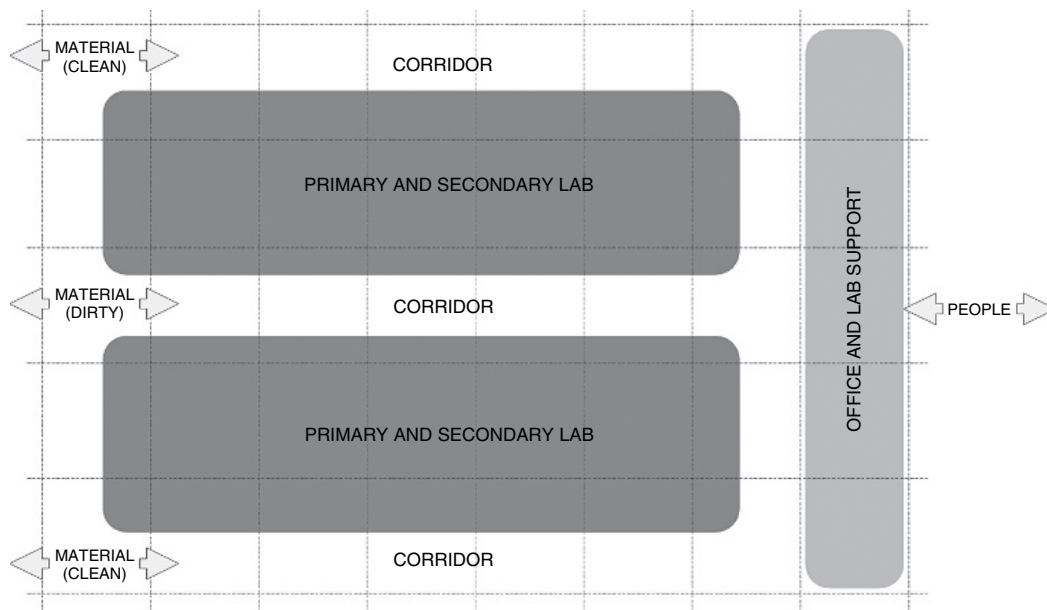 MATERIAL
(CLEAN)
CORRIDOR
PRIMARY AND SECONDARY LAB
MATERIAL
(DIRTY)
CORRIDOR
OFFICE AND LAB SUPPORT
PEOPLE
PRIMARY AND SECONDARY LAB
MATERIAL
(CLEAN)
CORRIDOR